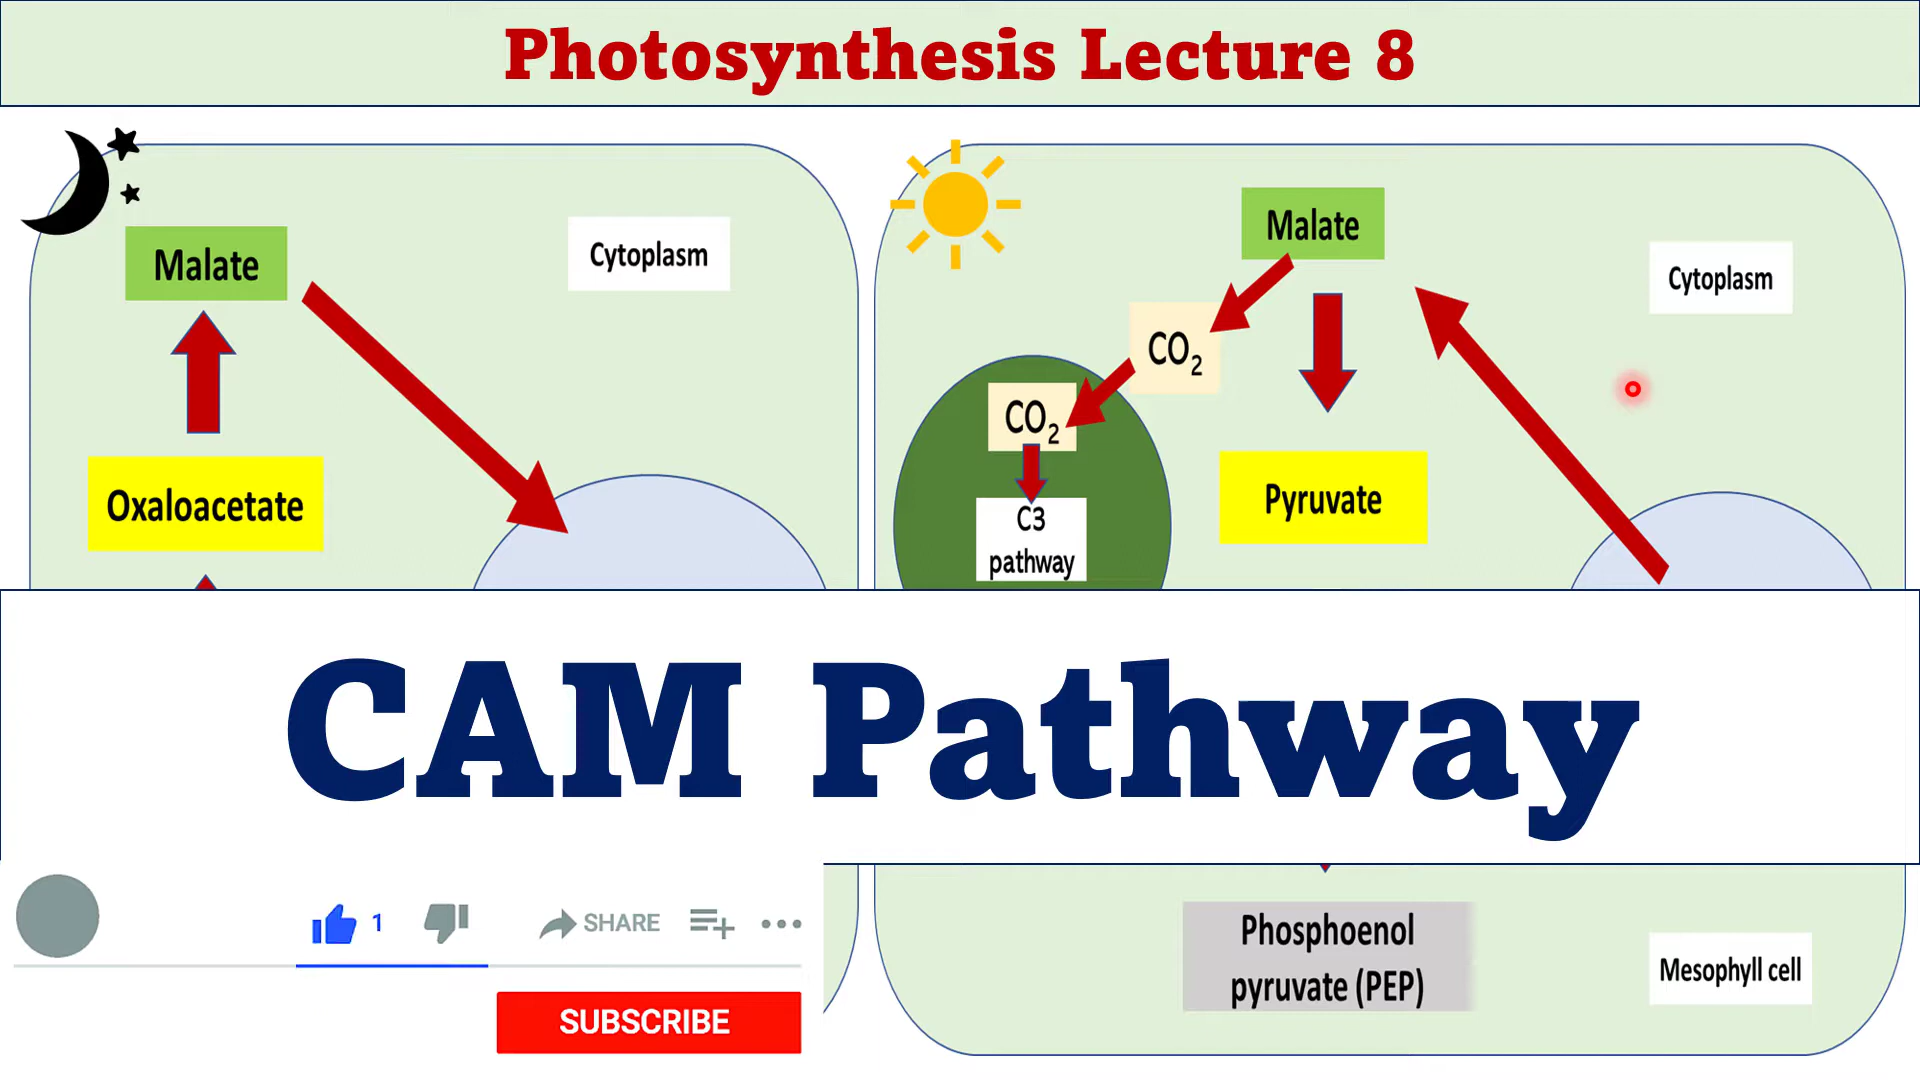 Photosynthesis Lecture 8
Malate
Cytoplasm
Oxaloacetate
Malate
Cytoplasm
CO₂
CO₂
C3
pathway
Pyruvate
CAM Pathway
1
SHARE
SUBSCRIBE
Phosphoenol
pyruvate (PEP)
Mesophyll cell